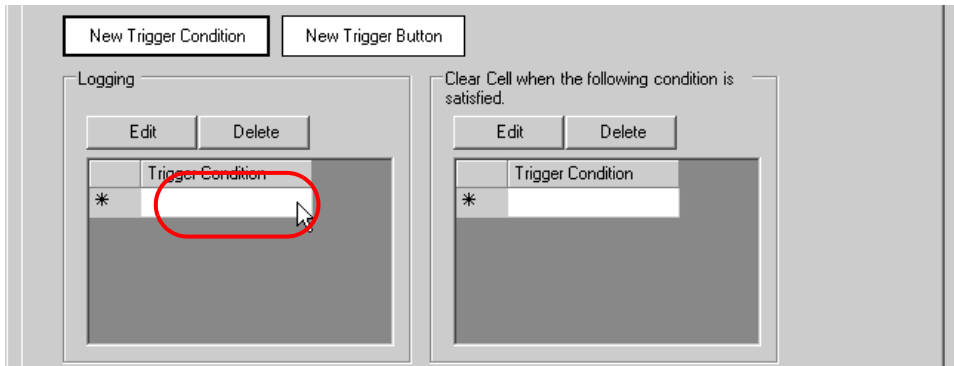 New Trigger Condition New Trigger Button
Logging
Edit Delete
Trigger Condition
*
Clear Cell when the following condition is
satisfied.
Edit Delete
Trigger Condition
*